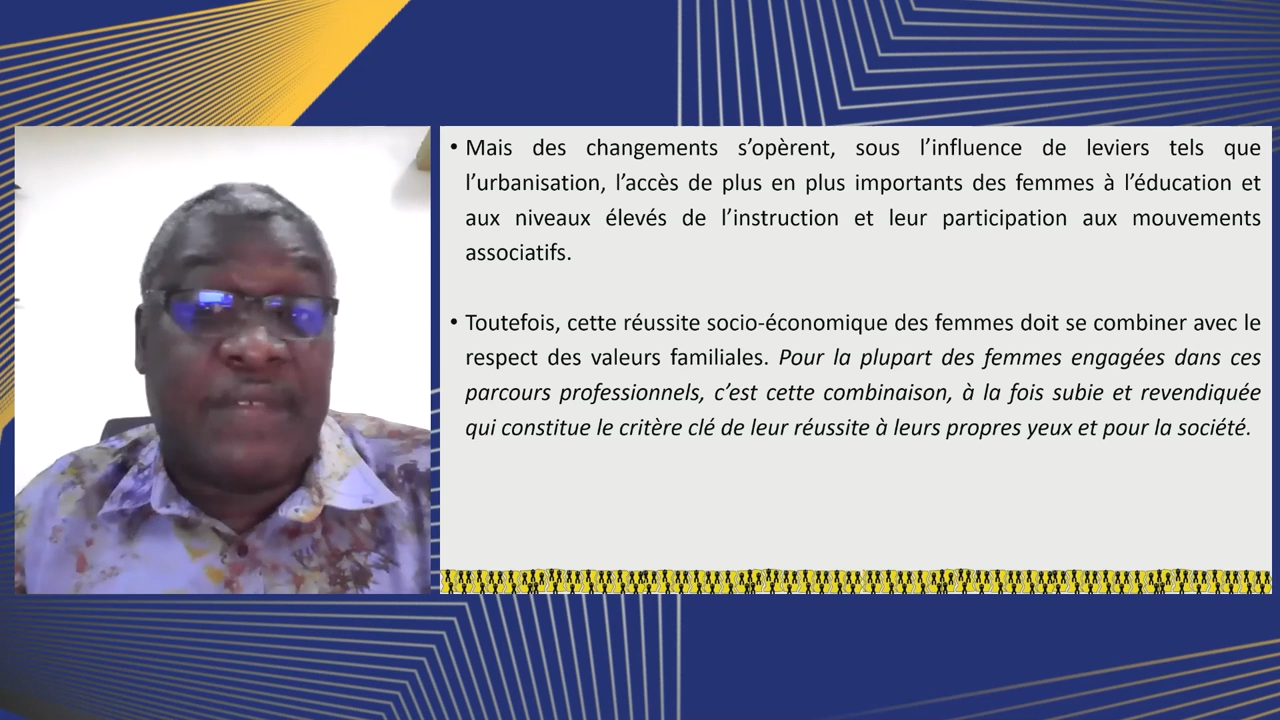 • Mais des changements s’opèrent, sous l’influence de leviers tels que
l’urbanisation, l’accès de plus en plus importants des femmes à l’éducation et
aux niveaux élevés de l’instruction et leur participation aux mouvements
associatifs.
• Toutefois, cette réussite socio-économique des femmes doit se combiner avec le
respect des valeurs familiales. Pour la plupart des femmes engagées dans ces
parcours professionnels, c’est cette combinaison, à la fois subie et revendiquée
qui constitue le critère clé de leur réussite à leurs propres yeux et pour la société.